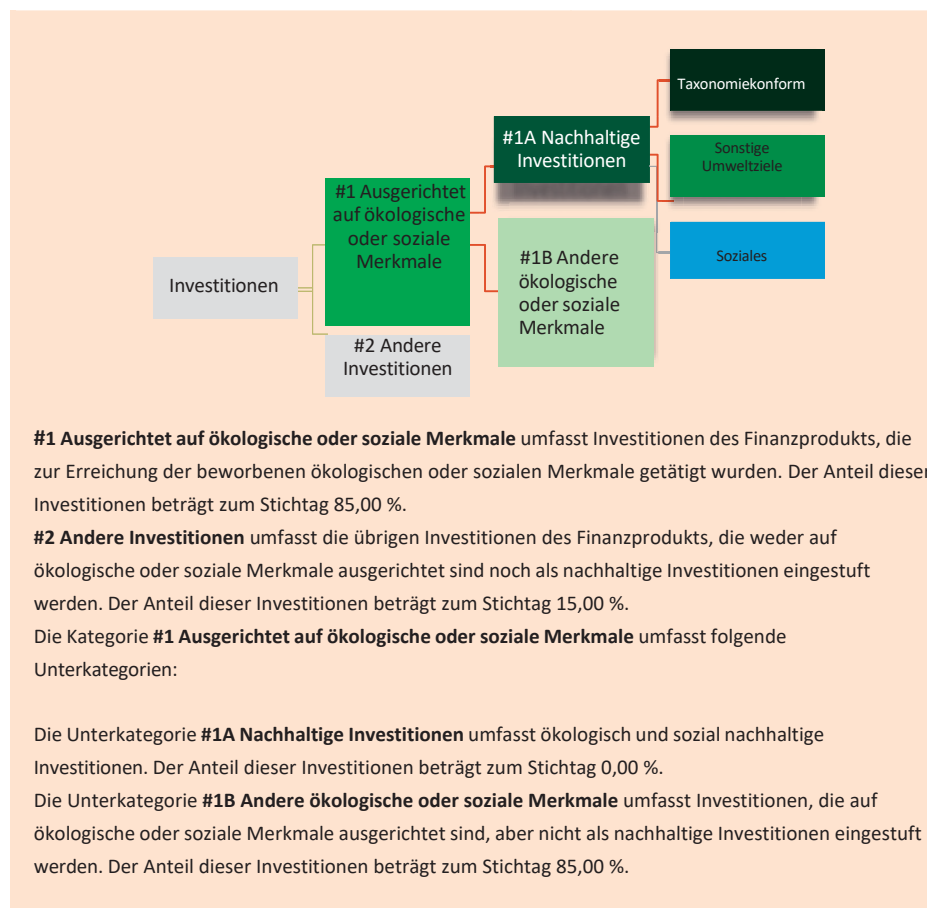 Taxonomiekonform
#1A Nachhaltige
Investitionen
Sonstige
Umweltziele
#1 Ausgerichtet
auf ökologische
oder soziale
Merkmale
Soziales
#1B Andere
ökologische
oder soziale
Merkmale
Investitionen
#2 Andere
Investitionen
#1 Ausgerichtet auf ökologische oder soziale Merkmale umfasst Investitionen des Finanzprodukts, die
zur Erreichung der beworbenen ökologischen oder sozialen Merkmale getätigt wurden. Der Anteil dieser
Investitionen beträgt zum Stichtag 85,00 %.
#2 Andere Investitionen umfasst die übrigen Investitionen des Finanzprodukts, die weder auf
ökologische oder soziale Merkmale ausgerichtet sind noch als nachhaltige Investitionen eingestuft
werden. Der Anteil dieser Investitionen beträgt zum Stichtag 15,00 %.
Die Kategorie #1 Ausgerichtet auf ökologische oder soziale Merkmale umfasst folgende
Unterkategorien:
Die Unterkategorie #1A Nachhaltige Investitionen umfasst ökologisch und sozial nachhaltige
Investitionen. Der Anteil dieser Investitionen beträgt zum Stichtag 0,00 %.
Die Unterkategorie #1B Andere ökologische oder soziale Merkmale umfasst Investitionen, die auf
ökologische oder soziale Merkmale ausgerichtet sind, aber nicht als nachhaltige Investitionen eingestuft
werden. Der Anteil dieser Investitionen beträgt zum Stichtag 85,00 %.